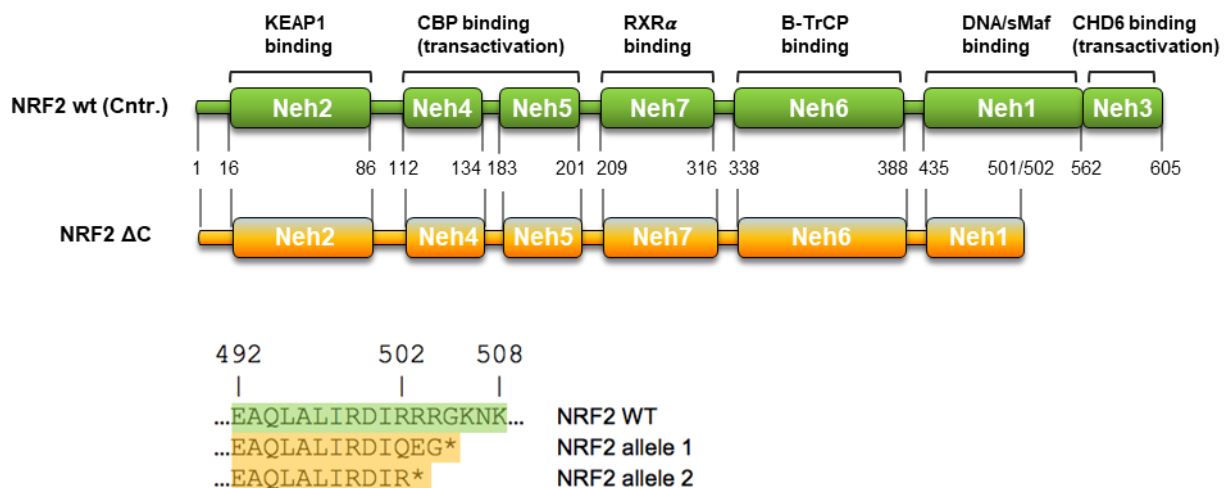 KEAP1 CBP binding RXRα B-TrCP DNA/sMaf CHD6 binding
binding (transactivation) binding binding binding (transactivation)
NRF2 wt (Cntr.) Neh2 Neh4 Neh5 Neh7 Neh6 Neh1 Neh3
1 16 86 112 134 183 201 209 316 338 388 435 501/502 562 605
NRF2 ΔC Neh2 Neh4 Neh5 Neh7 Neh6 Neh1
492 502 508
| | |
...EAQLALIRDIRRRGKNK... NRF2 WT
...EAQLALIRDIQEG* NRF2 allele 1
...EAQLALIRDIR* NRF2 allele 2